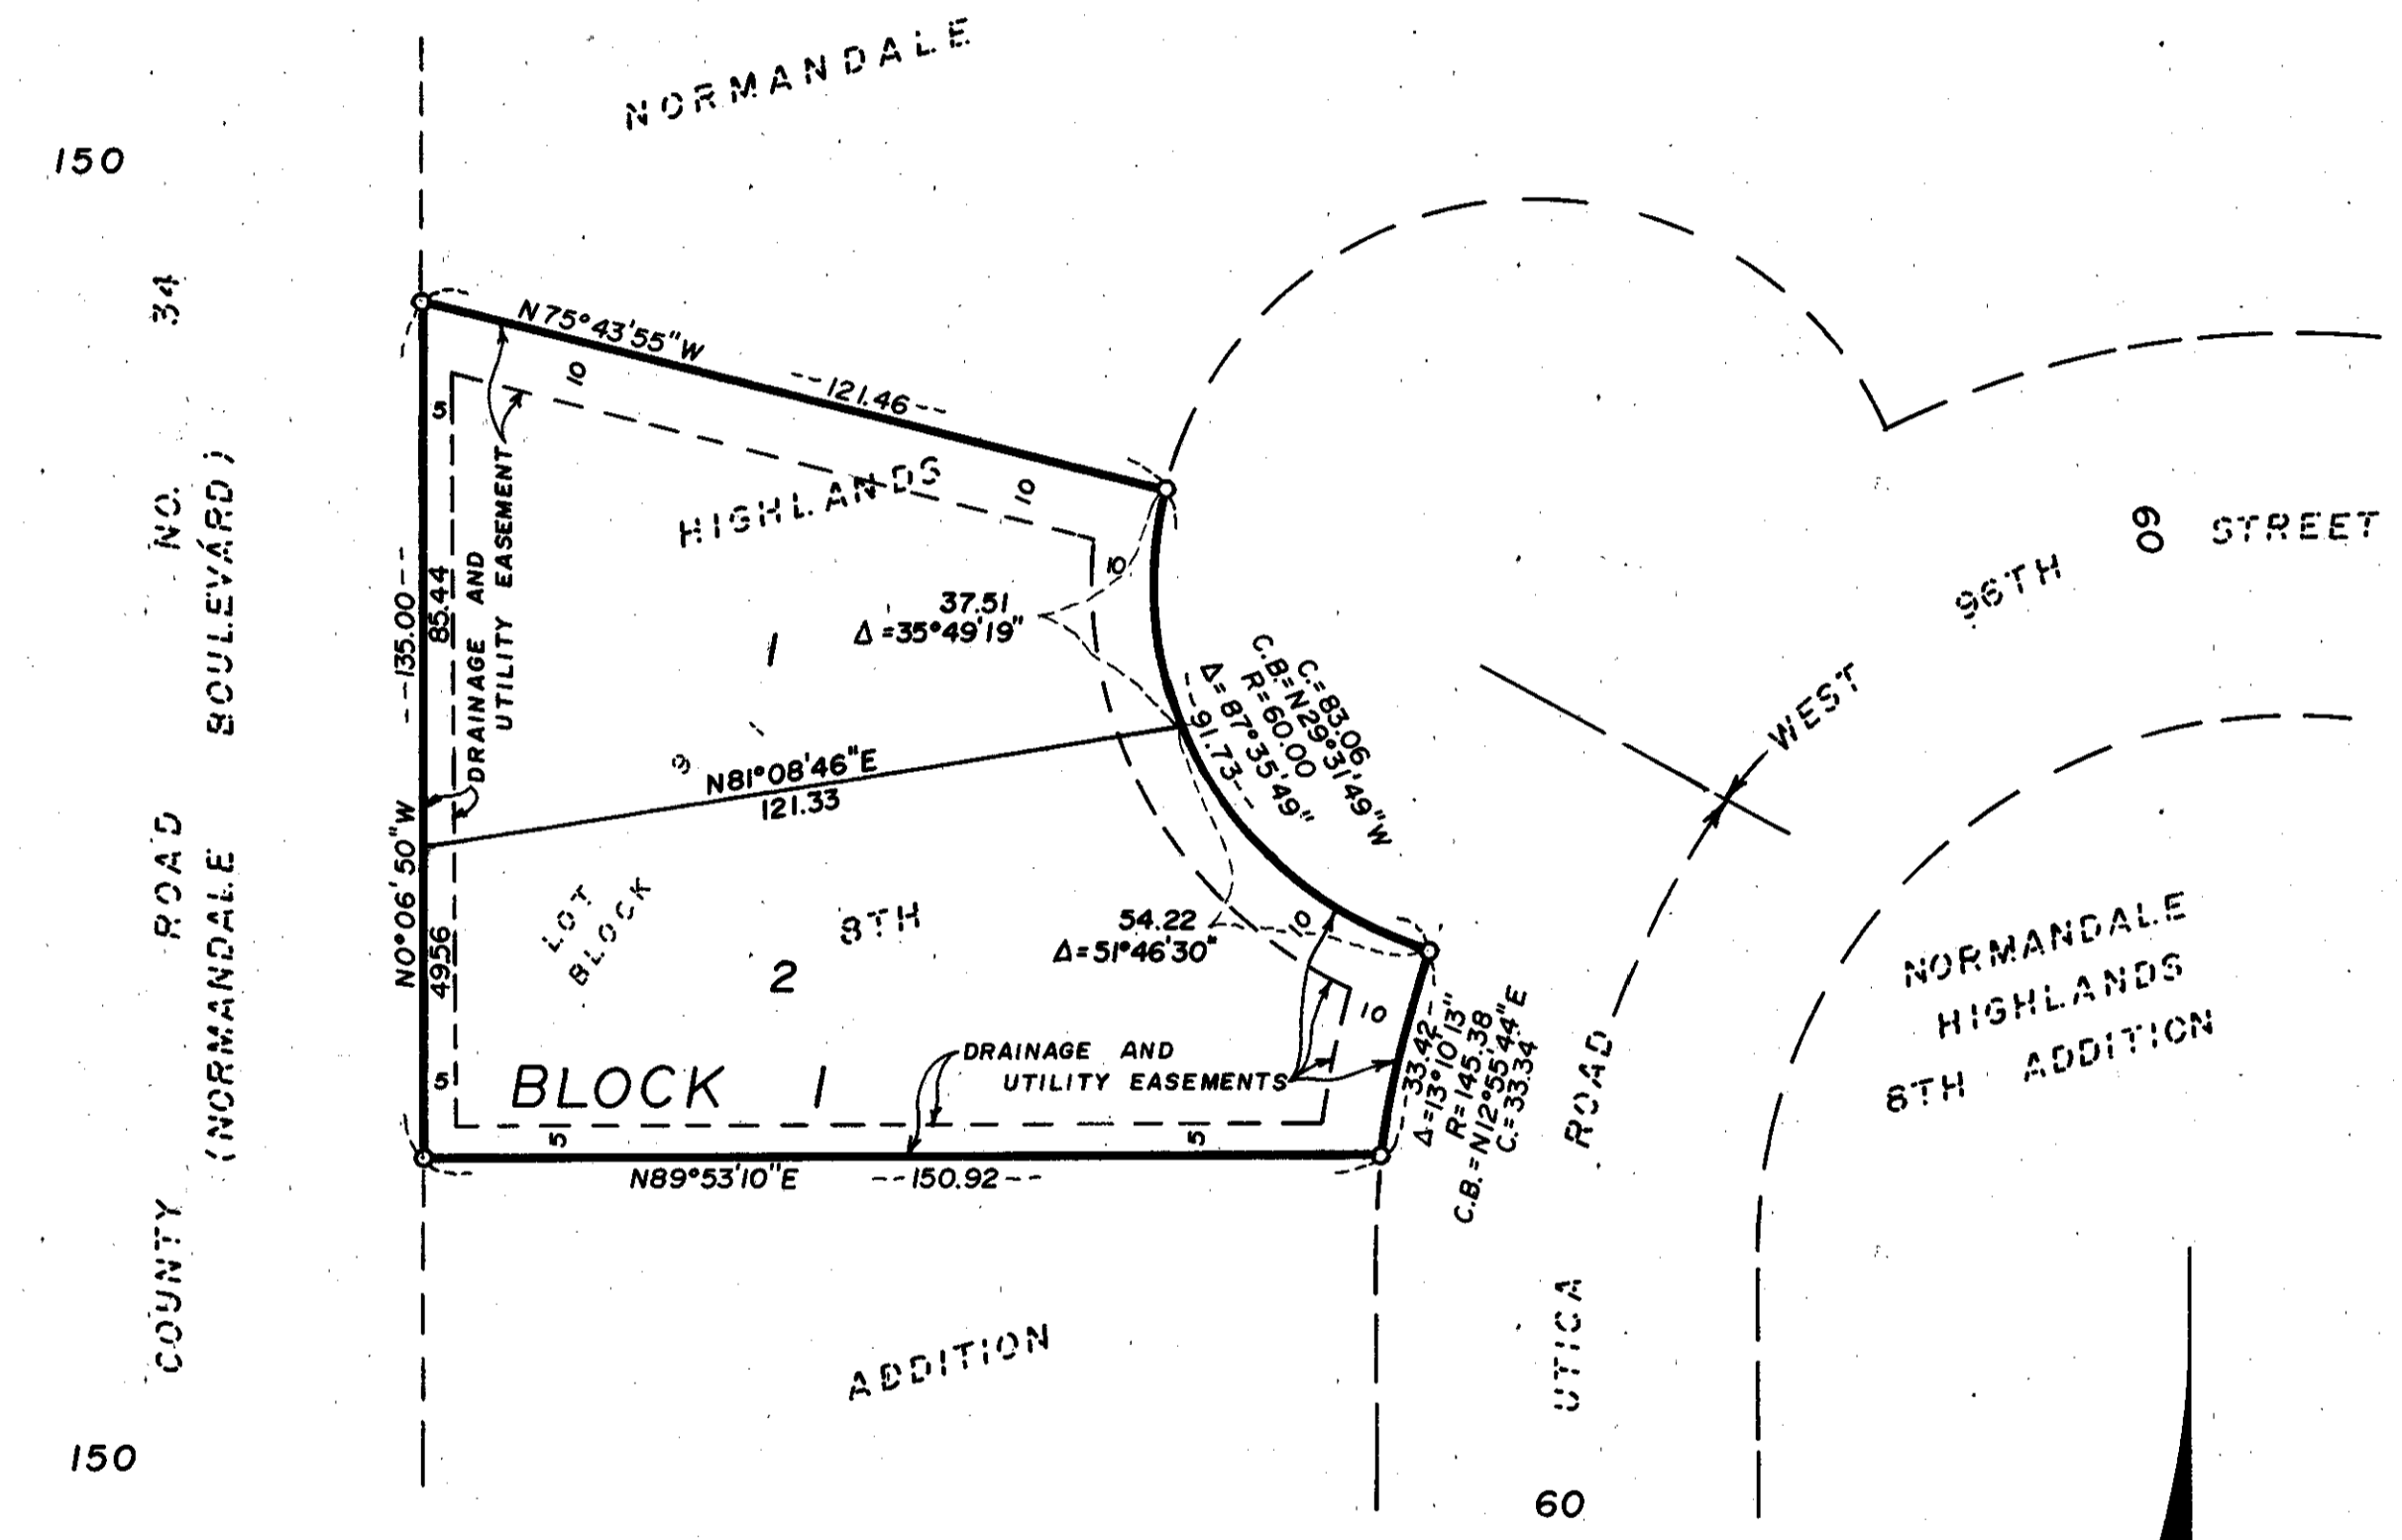 NORMANDALE
150
COUNTY ROAD NO. 34
(NORMANDALE BOULEVARD)
N75°43'55"W
--121.46--
10
5
DRAINAGE AND
UTILITY EASEMENT
HIGHLANDS
10
10
--135.00--
85.44
37.51
Δ=35°49'19"
1
C.=83.06
C.B.=N29°31'49"W
R=60.00
Δ=87°35'49"
--91.73--
96TH
60
STREET
WEST
N81°08'46"E
121.33
N0°06'50"W
49.56
LOT
BLOCK
8TH
2
54.22
Δ=51°46'30"
10
10
DRAINAGE AND
UTILITY EASEMENTS
5
BLOCK 1
5
5
--33.42--
Δ=13°10'13"
R=145.38
C.B.=N12°55'44"E
C.=33.34
N89°53'10"E
--150.92--
ROAD
NORMANDALE
HIGHLANDS
8TH ADDITION
ADDITION
UTICA
150
60